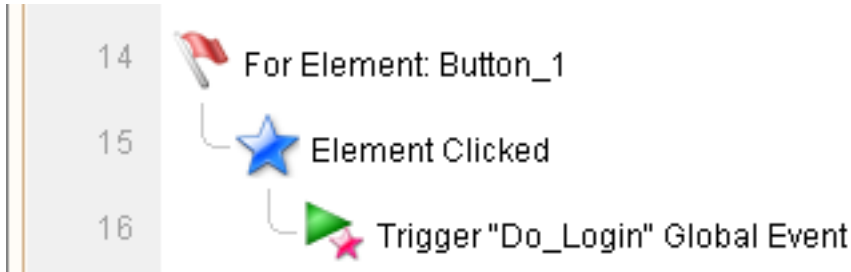 14 For Element: Button_1
15 Element Clicked
16 Trigger "Do_Login" Global Event